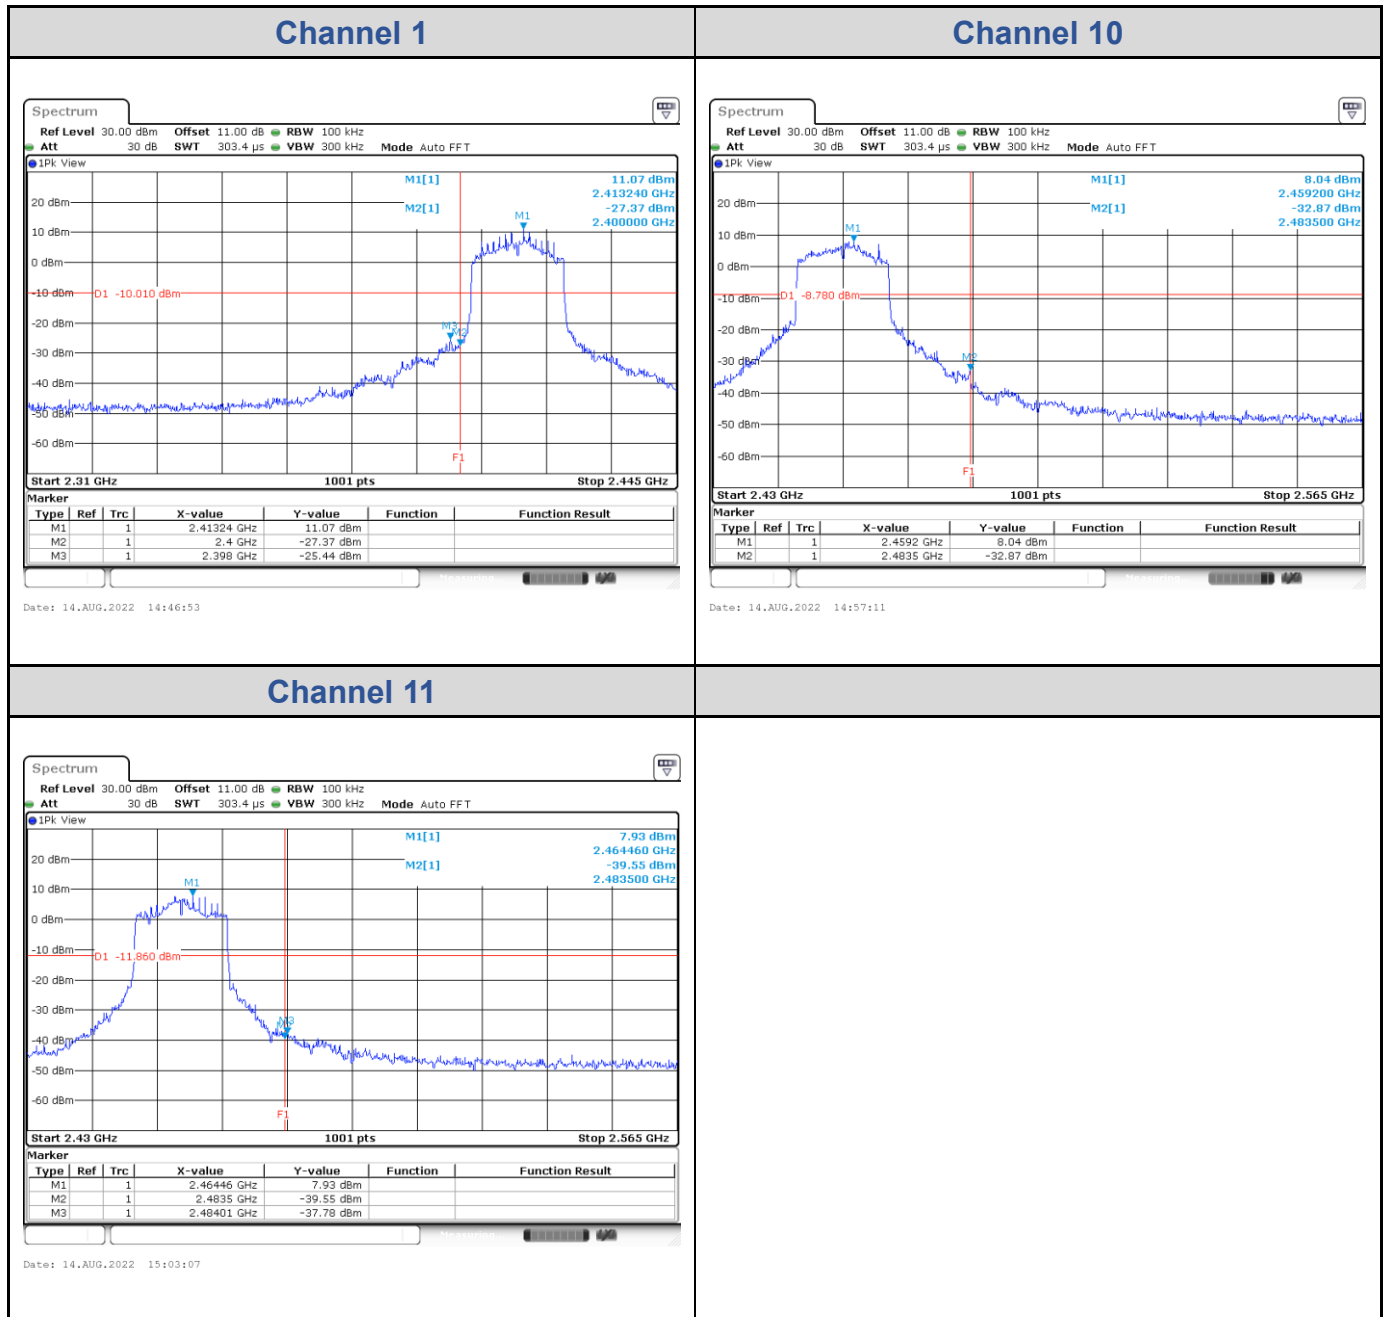 Channel 1
Channel 10
Spectrum
Ref Level 30.00 dBm Offset 11.00 dB RBW 100 kHz
Att 30 dB SWT 303.4 µs VBW 300 kHz Mode Auto FFT
1Pk View
M1[1] 11.07 dBm
2.413240 GHz
M2[1] -27.37 dBm
2.400000 GHz
20 dBm
10 dBm
0 dBm
-10 dBm
-20 dBm
-30 dBm
-40 dBm
-50 dBm
-60 dBm
D1 -10.010 dBm
M1
M3
M2
F1
Start 2.31 GHz 1001 pts Stop 2.445 GHz
Marker
Type Ref Trc X-value Y-value Function Function Result
M1 1 2.41324 GHz 11.07 dBm
M2 1 2.4 GHz -27.37 dBm
M3 1 2.398 GHz -25.44 dBm
Measuring...
Date: 14.AUG.2022 14:46:53
Spectrum
Ref Level 30.00 dBm Offset 11.00 dB RBW 100 kHz
Att 30 dB SWT 303.4 µs VBW 300 kHz Mode Auto FFT
1Pk View
M1[1] 8.04 dBm
2.459200 GHz
M2[1] -32.87 dBm
2.483500 GHz
20 dBm
10 dBm
0 dBm
-10 dBm
-20 dBm
-30 dBm
-40 dBm
-50 dBm
-60 dBm
D1 -8.780 dBm
M1
M2
F1
Start 2.43 GHz 1001 pts Stop 2.565 GHz
Marker
Type Ref Trc X-value Y-value Function Function Result
M1 1 2.4592 GHz 8.04 dBm
M2 1 2.4835 GHz -32.87 dBm
Measuring...
Date: 14.AUG.2022 14:57:11
Channel 11
Spectrum
Ref Level 30.00 dBm Offset 11.00 dB RBW 100 kHz
Att 30 dB SWT 303.4 µs VBW 300 kHz Mode Auto FFT
1Pk View
M1[1] 7.93 dBm
2.464460 GHz
M2[1] -39.55 dBm
2.483500 GHz
20 dBm
10 dBm
0 dBm
-10 dBm
-20 dBm
-30 dBm
-40 dBm
-50 dBm
-60 dBm
D1 -11.860 dBm
M1
M3
F1
Start 2.43 GHz 1001 pts Stop 2.565 GHz
Marker
Type Ref Trc X-value Y-value Function Function Result
M1 1 2.46446 GHz 7.93 dBm
M2 1 2.4835 GHz -39.55 dBm
M3 1 2.48401 GHz -37.78 dBm
Measuring...
Date: 14.AUG.2022 15:03:07